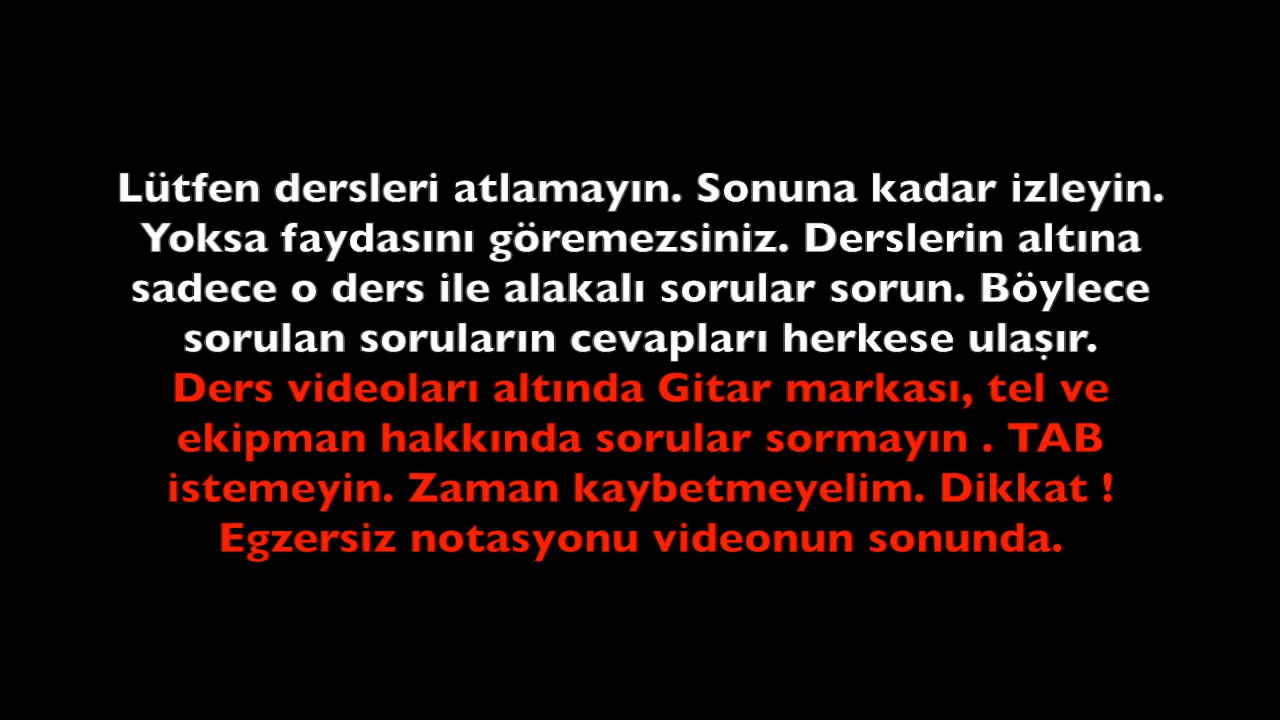 Lütfen dersleri atlamayın. Sonuna kadar izleyin.
Yoksa faydasını göremezsiniz. Derslerin altına
sadece o ders ile alakalı sorular sorun. Böylece
sorulan soruların cevapları herkese ulaşır.
Ders videoları altında Gitar markası, tel ve
ekipman hakkında sorular sormayın . TAB
istemeyin. Zaman kaybetmeyelim. Dikkat !
Egzersiz notasyonu videonun sonunda.